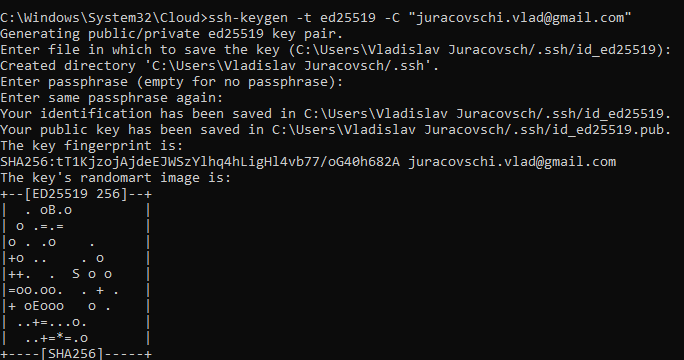 C:\Windows\System32\Cloud>ssh-keygen -t ed25519 -C "juracovschi.vlad@gmail.com"
Generating public/private ed25519 key pair.
Enter file in which to save the key (C:\Users\Vladislav Juracovsch/.ssh/id_ed25519):
Created directory 'C:\Users\Vladislav Juracovsch/.ssh'.
Enter passphrase (empty for no passphrase):
Enter same passphrase again:
Your identification has been saved in C:\Users\Vladislav Juracovsch/.ssh/id_ed25519.
Your public key has been saved in C:\Users\Vladislav Juracovsch/.ssh/id_ed25519.pub.
The key fingerprint is:
SHA256:tT1KjzojAjdeEJWSzYlhq4hLigHl4vb77/oG40h682A juracovschi.vlad@gmail.com
The key's randomart image is:
+--[ED25519 256]--+
|  . oB.o         |
| o .=.=          |
|o . .o    .      |
|+o ..    . o     |
|++.  .  S o o    |
|=oo.oo.  . + .   |
|+ oEooo   o .    |
| ..+=...o.       |
|  ..+=*=.o       |
+----[SHA256]-----+